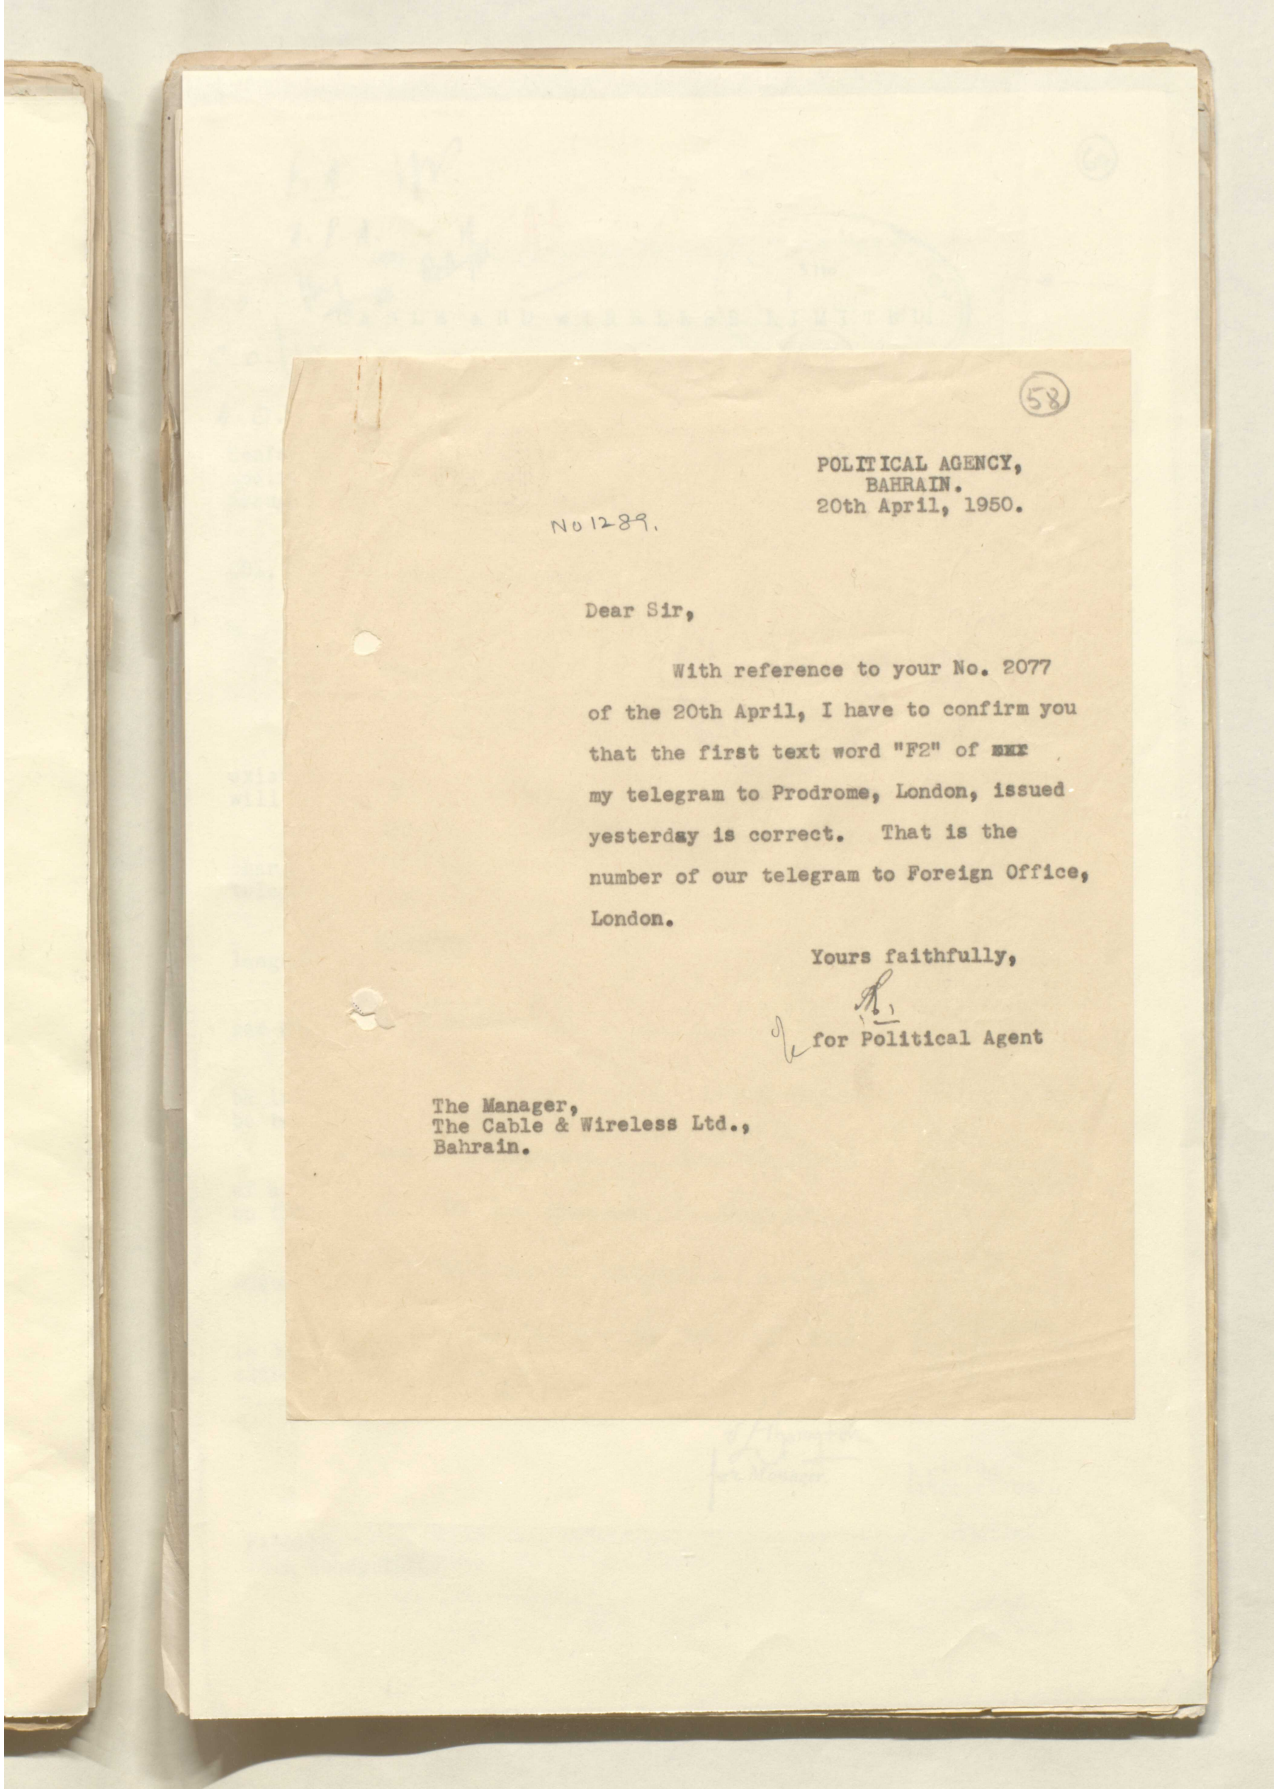 58
POLITICAL AGENCY,
BAHRAIN.
20th April, 1950.
No 1289.
Dear Sir,
With reference to your No. 2077
of the 20th April, I have to confirm you
that the first text word "F2" of
my telegram to Prodrome, London, issued
yesterday is correct. That is the
number of our telegram to Foreign Office,
London.
Yours faithfully,
for Political Agent
The Manager,
The Cable & Wireless Ltd.,
Bahrain.